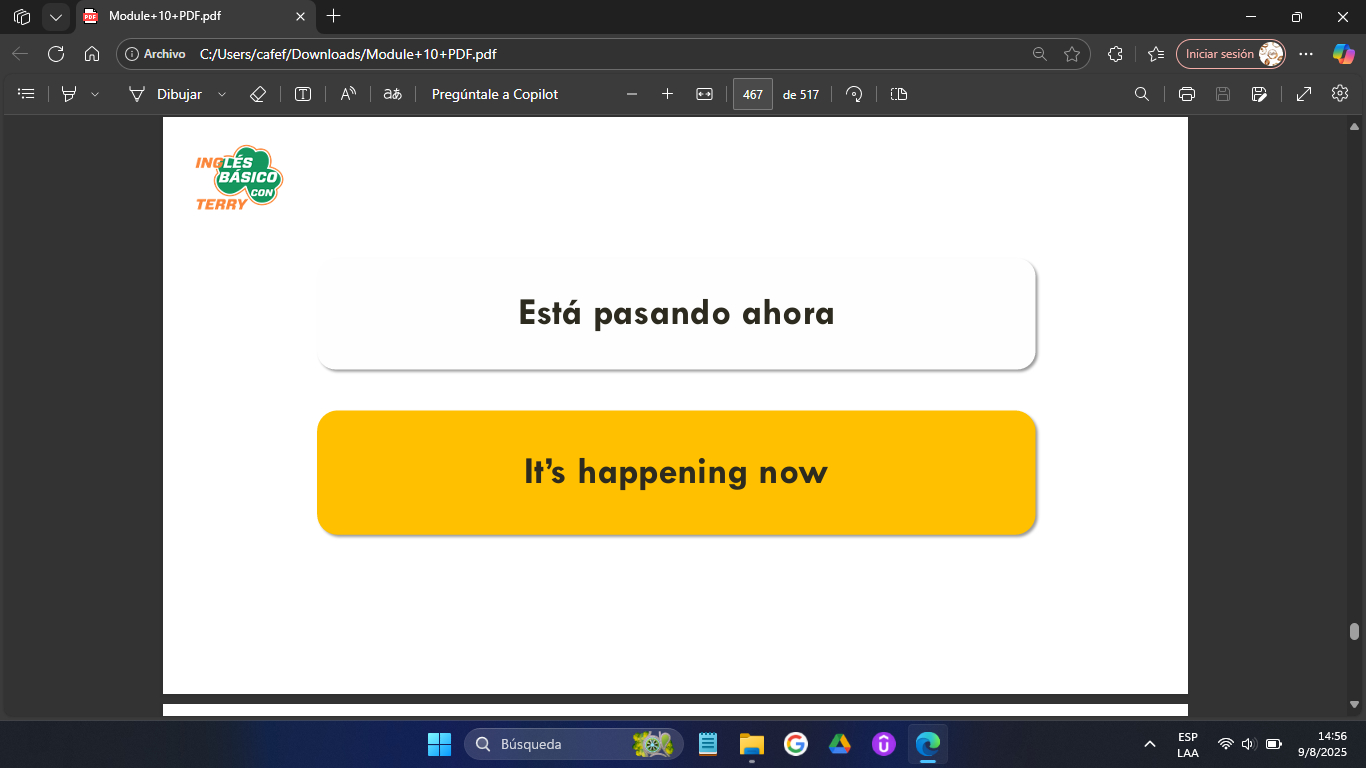 Module+10+PDF.pdf
Archivo C:/Users/cafef/Downloads/Module+10+PDF.pdf
Iniciar sesión
Dibujar
Pregúntale a Copilot
467 de 517
INGLÉS
BÁSICO
CON
TERRY
Está pasando ahora
It's happening now
Búsqueda
ESP
LAA
14:56
9/8/2025